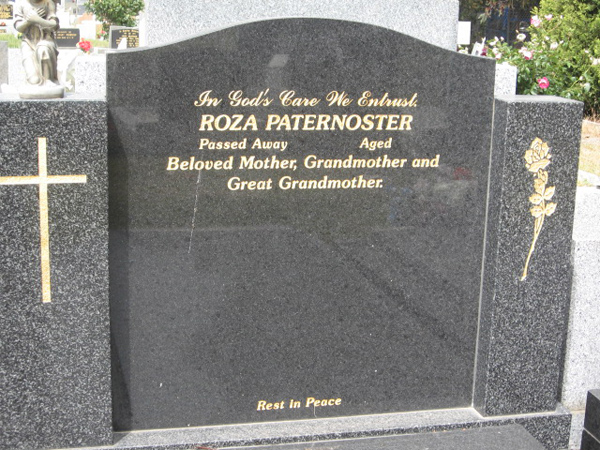 In God's Care We Entrust.
ROZA PATERNOSTER
Passed Away Aged
Beloved Mother, Grandmother and
Great Grandmother.
Rest in Peace